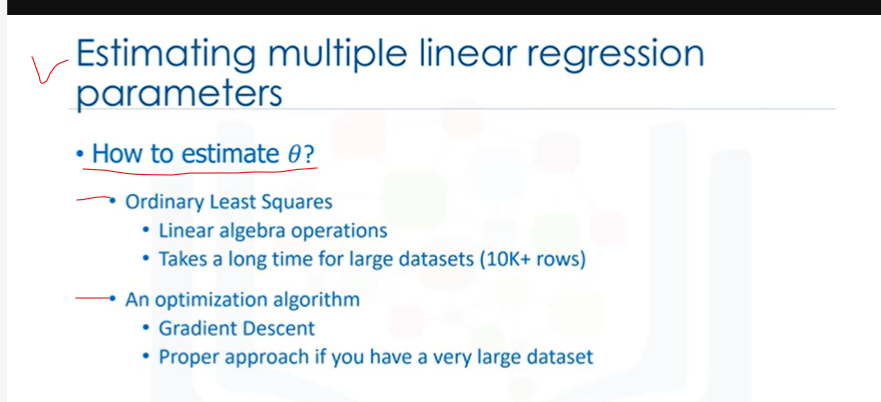 Estimating multiple linear regression
parameters
• How to estimate θ?
• Ordinary Least Squares
• Linear algebra operations
• Takes a long time for large datasets (10K+ rows)
• An optimization algorithm
• Gradient Descent
• Proper approach if you have a very large dataset